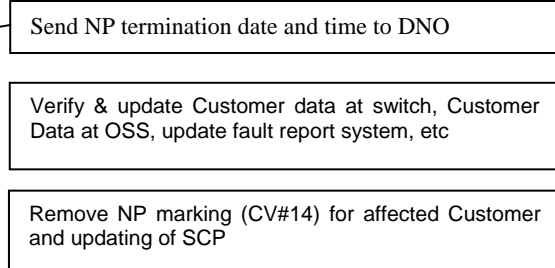 Send NP termination date and time to DNO
Verify & update Customer data at switch, Customer
Data at OSS, update fault report system, etc
Remove NP marking (CV#14) for affected Customer
and updating of SCP